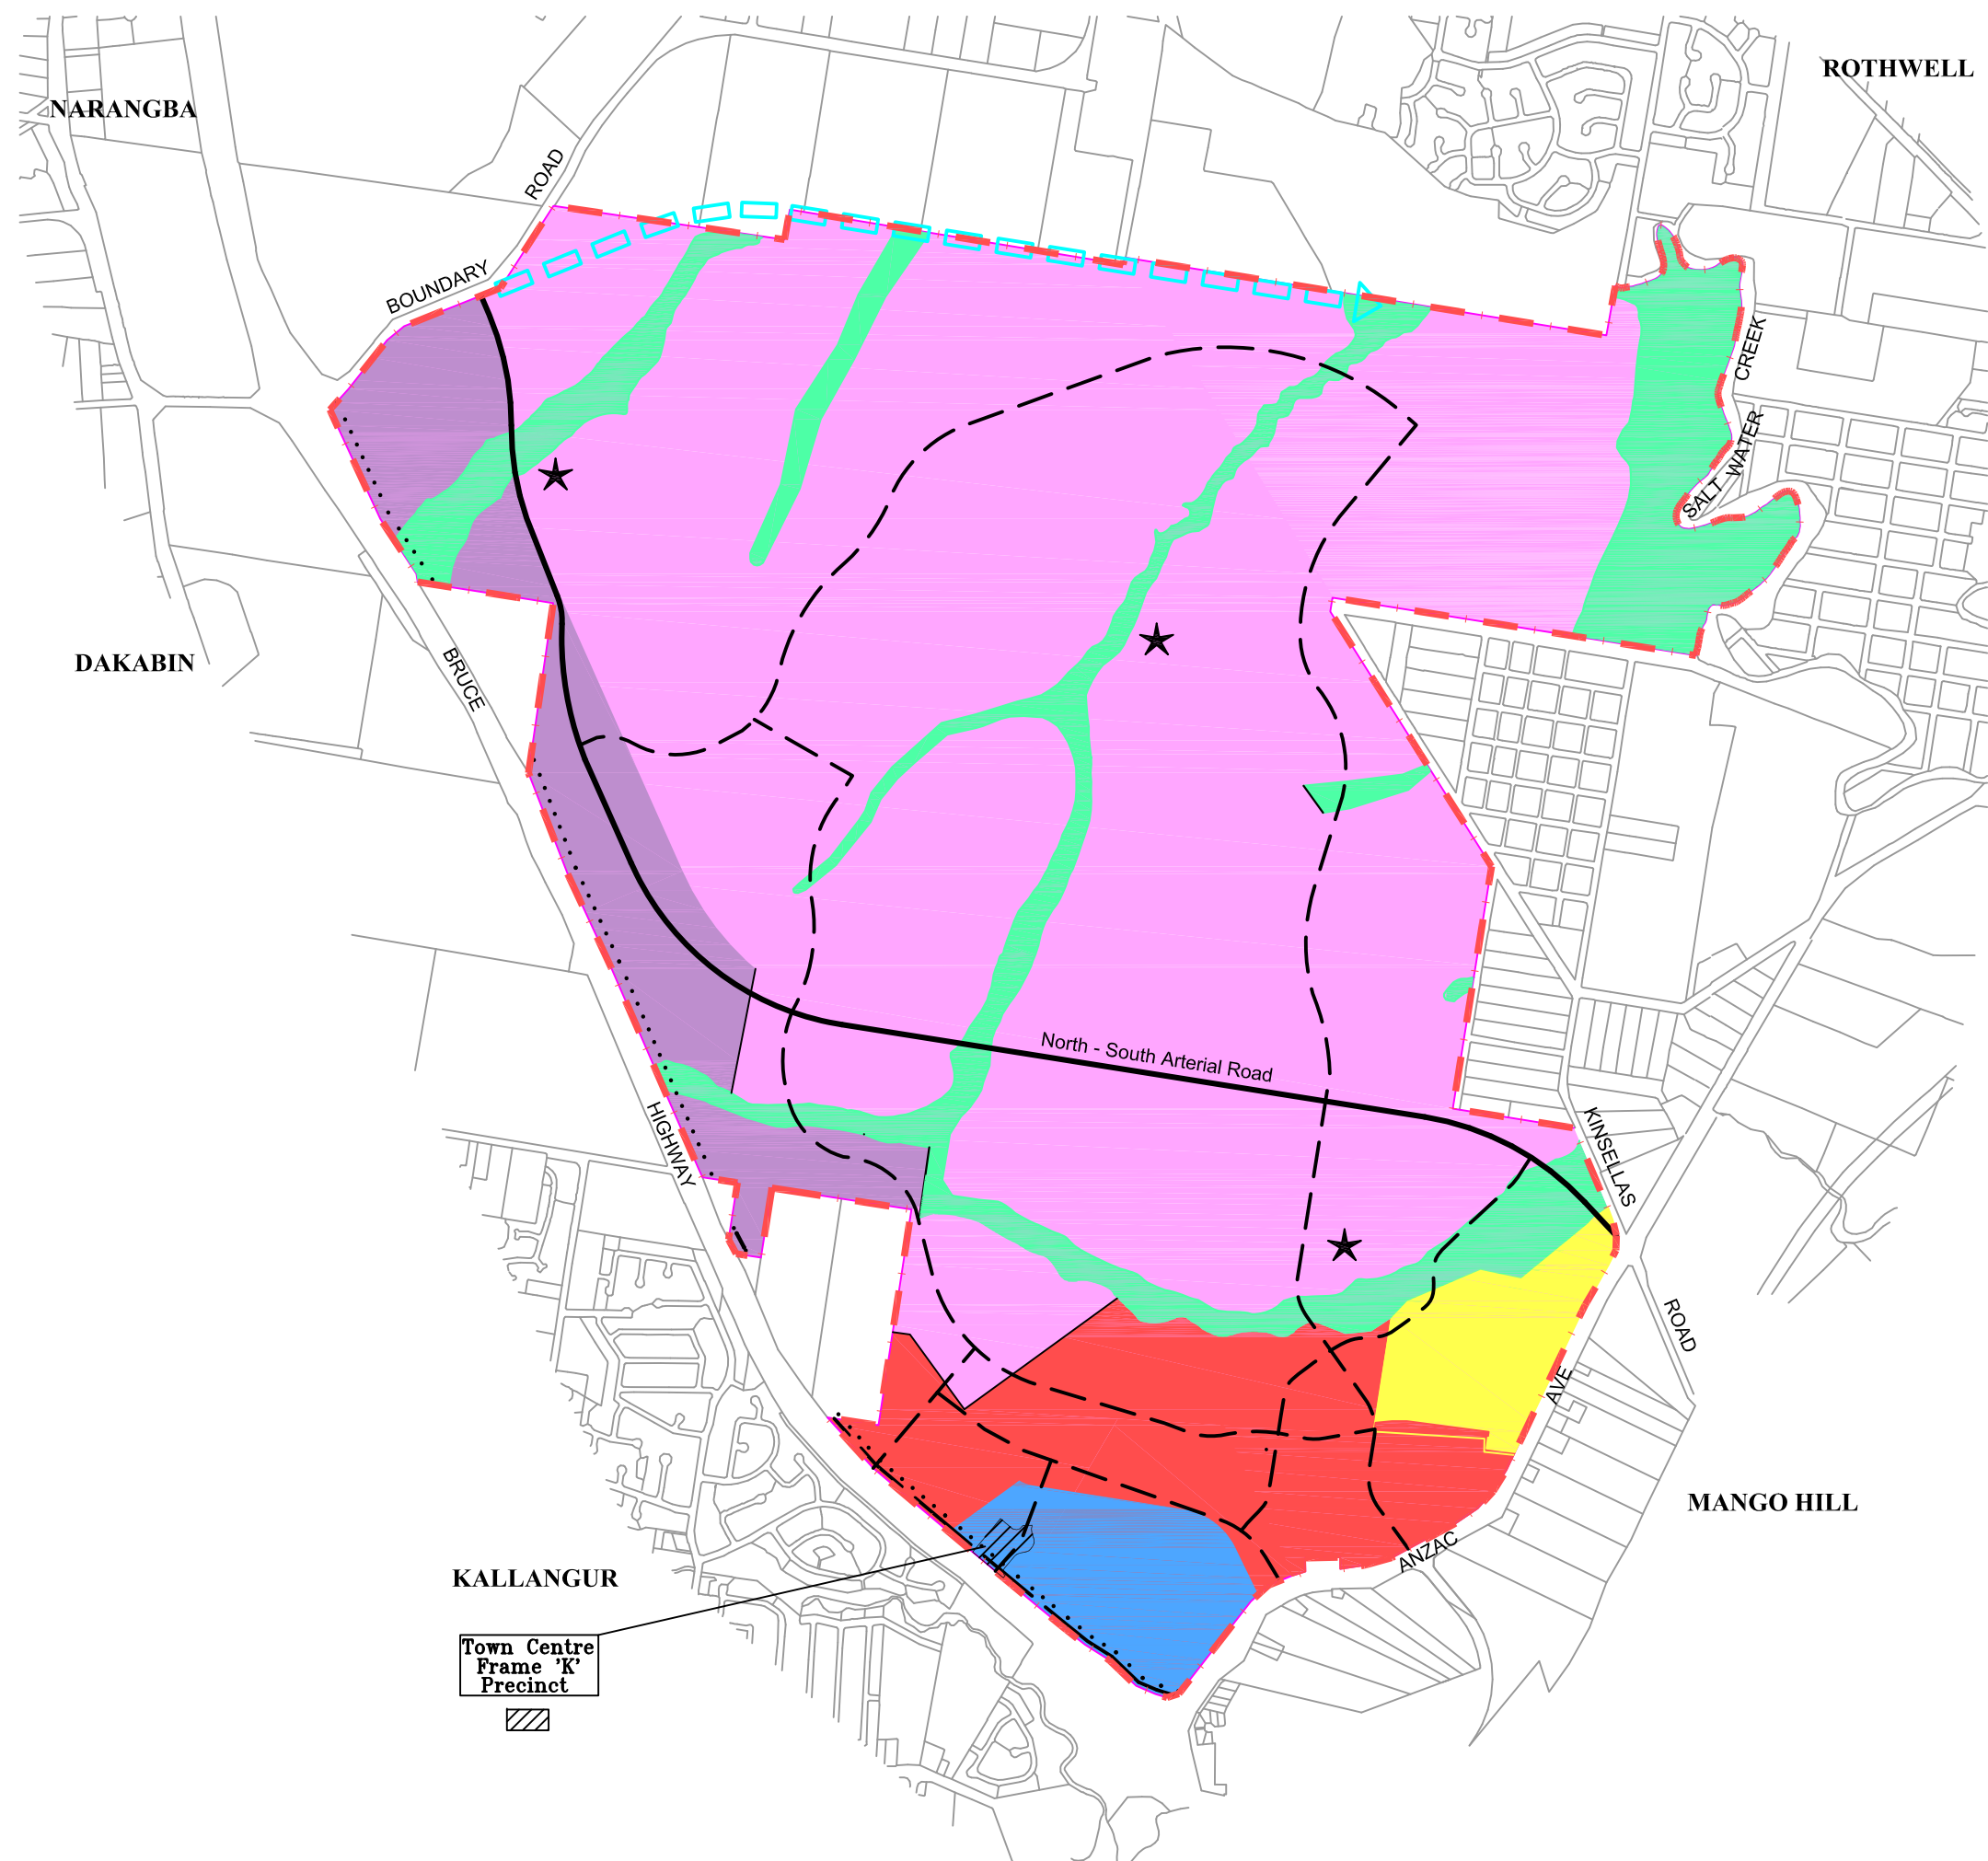 ROTHWELL
NARANGBA
ROAD
BOUNDARY
CREEK
SALT WATER
DAKABIN
BRUCE
North - South Arterial Road
HIGHWAY
KINSELLAS
ROAD
AVE
MANGO HILL
ANZAC
KALLANGUR
Town Centre
Frame 'K'
Precinct